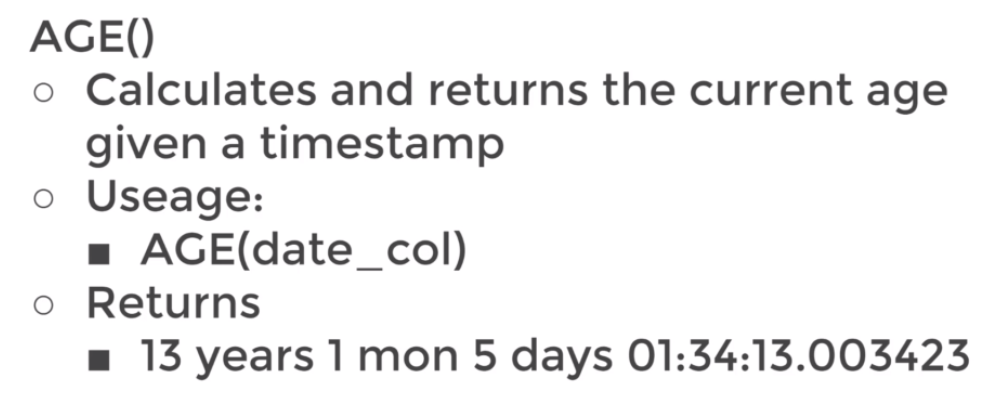 AGE()
○ Calculates and returns the current age
given a timestamp
○ Useage:
■ AGE(date_col)
○ Returns
■ 13 years 1 mon 5 days 01:34:13.003423